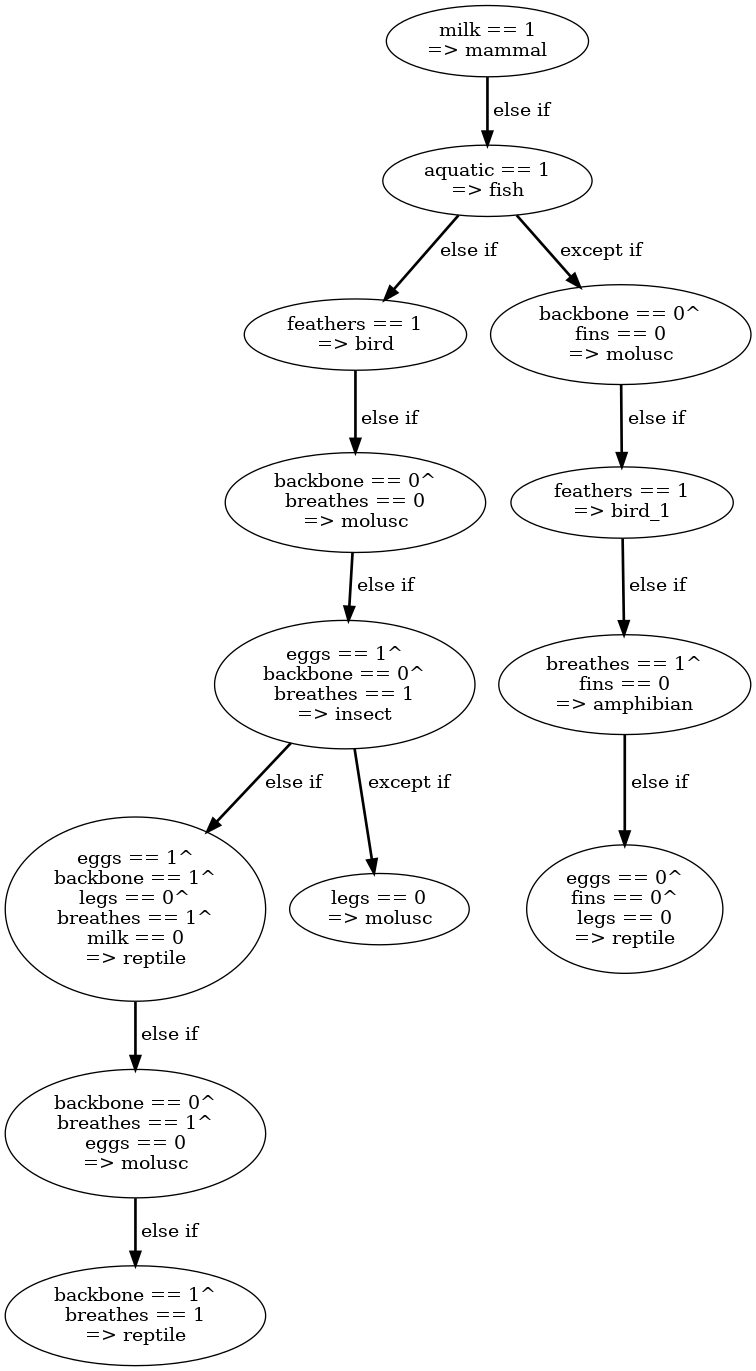 milk == 1
=> mammal
else if
aquatic == 1
=> fish
else if
except if
feathers == 1
=> bird
backbone == 0^
fins == 0
=> molusc
else if
else if
backbone == 0^
breathes == 0
=> molusc
feathers == 1
=> bird_1
else if
else if
eggs == 1^
backbone == 0^
breathes == 1
=> insect
breathes == 1^
fins == 0
=> amphibian
else if
except if
else if
eggs == 1^
backbone == 1^
legs == 0^
breathes == 1^
milk == 0
=> reptile
legs == 0
=> molusc
eggs == 0^
fins == 0^
legs == 0
=> reptile
else if
backbone == 0^
breathes == 1^
eggs == 0
=> molusc
else if
backbone == 1^
breathes == 1
=> reptile